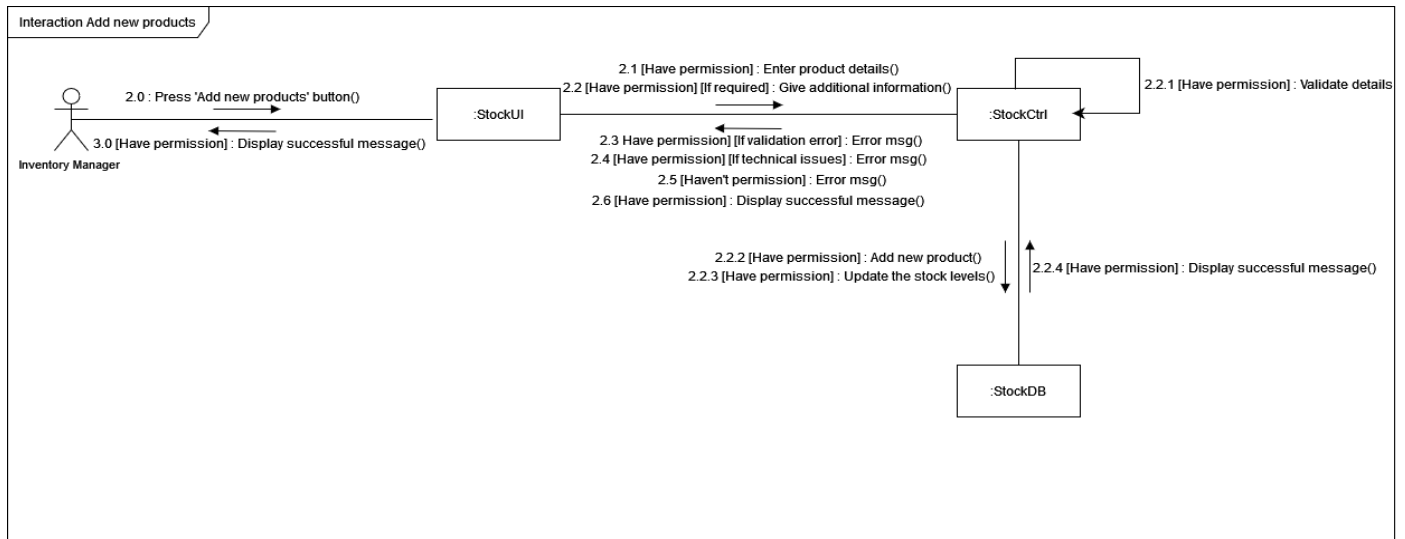 Interaction Add new products
2.1 [Have permission] : Enter product details()
2.2 [Have permission] [If required] : Give additional information()
2.2.1 [Have permission] : Validate details
2.0 : Press 'Add new products' button()
:StockUI
:StockCtrl
3.0 [Have permission] : Display successful message()
Inventory Manager
2.3 Have permission] [If validation error] : Error msg()
2.4 [Have permission] [If technical issues] : Error msg()
2.5 [Haven't permission] : Error msg()
2.6 [Have permission] : Display successful message()
2.2.2 [Have permission] : Add new product()
2.2.3 [Have permission] : Update the stock levels()
2.2.4 [Have permission] : Display successful message()
:StockDB